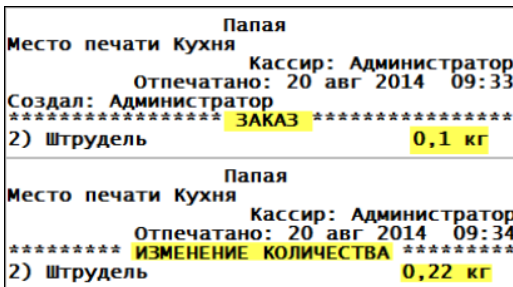 Папая
Место печати Кухня
Кассир: Администратор
Отпечатано: 20 авг 2014 09:33
Создал: Администратор
***************** ЗАКАЗ ****************
2) Штрудель 0,1 кг
Папая
Место печати Кухня
Кассир: Администратор
Отпечатано: 20 авг 2014 09:34
********* ИЗМЕНЕНИЕ КОЛИЧЕСТВА *********
2) Штрудель 0,22 кг